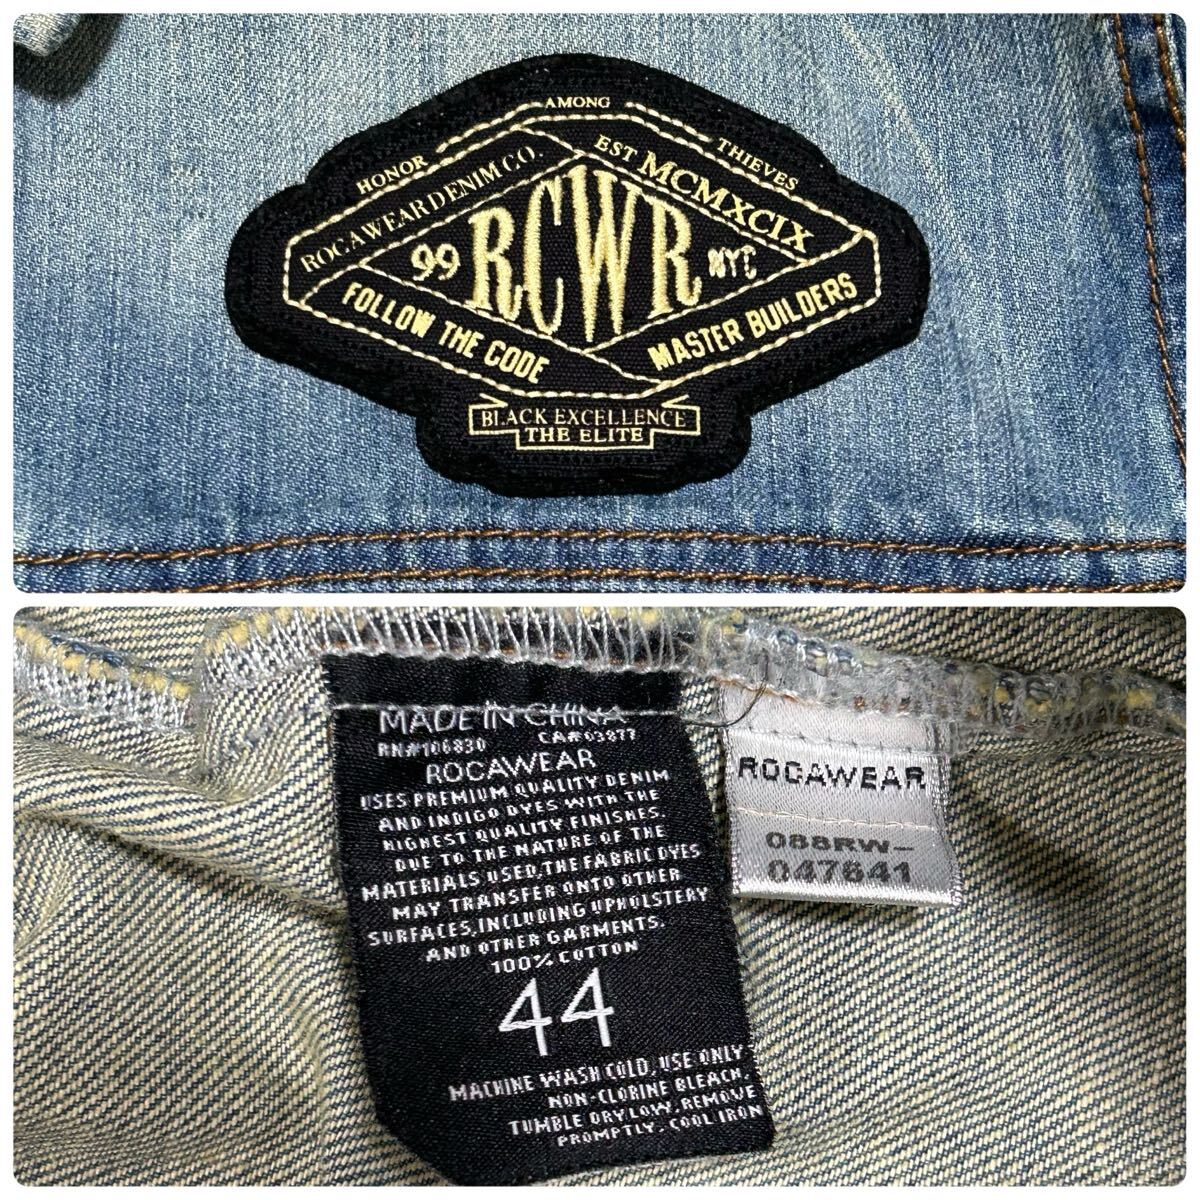 HONOR AMONG THIEVES
ROCAWEAR DENIM CO.
EST MCMXCIX
99 RCWR NYC
FOLLOW THE CODE
MASTER BUILDERS
BLACK EXCELLENCE
THE ELITE
MADE IN CHINA
RN#106830 CA#03877
ROCAWEAR
USES PREMIUM QUALITY DENIM
AND INDIGO DYES WITH THE
HIGHEST QUALITY FINISHES.
DUE TO THE NATURE OF THE
MATERIALS USED,THE FABRIC DYES
MAY TRANSFER ONTO OTHER
SURFACES,INCLUDING UPHOLSTERY
AND OTHER GARMENTS.
100% COTTON
44
MACHINE WASH COLD, USE ONLY
NON-CLORINE BLEACH.
TUMBLE DRY,LOW,REMOVE
PROMPTLY, COOL IRON
ROCAWEAR
088RW-
047841